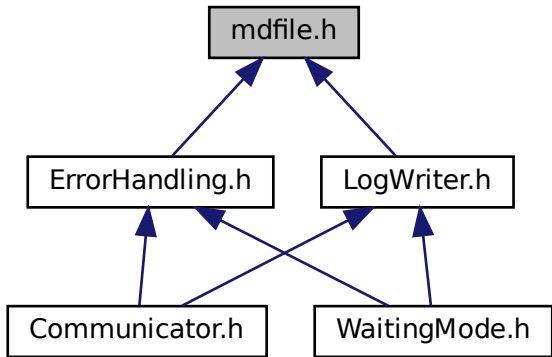 mdfile.h
ErrorHandling.h
LogWriter.h
Communicator.h
WaitingMode.h